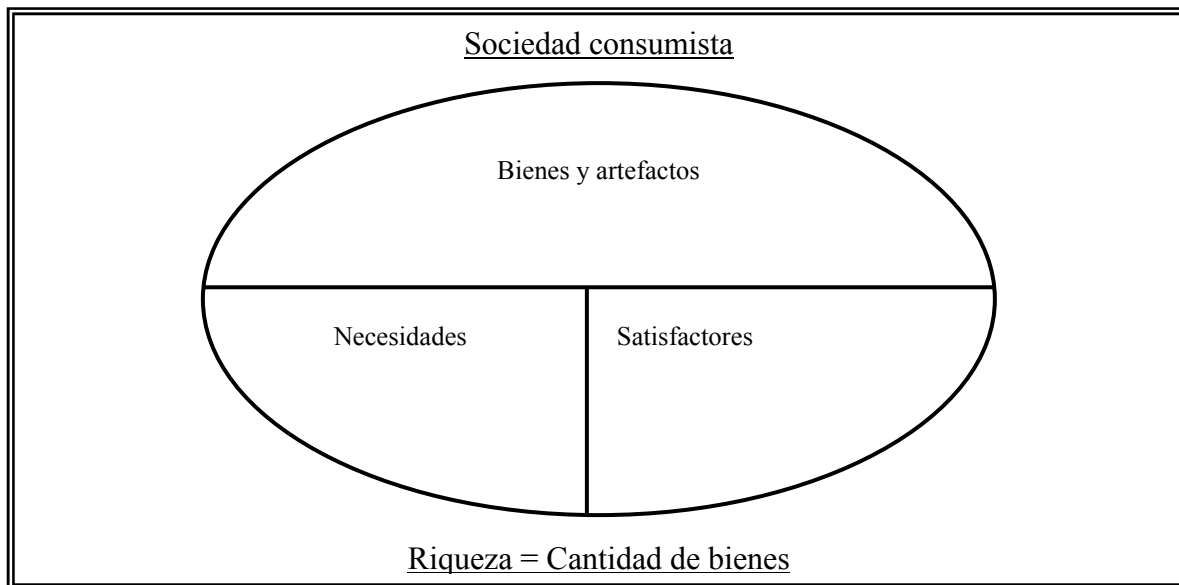 Sociedad consumista
Bienes y artefactos
Necesidades
Satisfactores
Riqueza = Cantidad de bienes